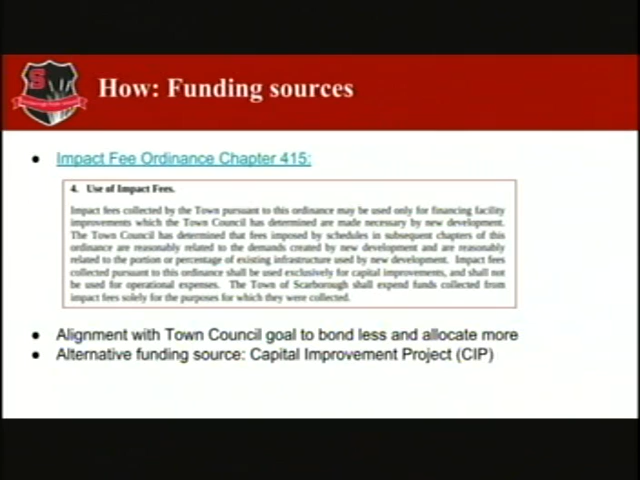 S
How: Funding sources
● Impact Fee Ordinance Chapter 415:
4. Use of Impact Fees.
Impact fees collected by the Town pursuant to this ordinance may be used only for financing facility
improvements which the Town Council has determined are made necessary by new development.
The Town Council has determined that fees imposed by schedules in subsequent chapters of this
ordinance are reasonably related to the demands created by new development and are reasonably
related to the portion or percentage of existing infrastructure used by new development. Impact fees
collected pursuant to this ordinance shall be used exclusively for capital improvements, and shall not
be used for operational expenses. The Town of Scarborough shall expend funds collected from
impact fees solely for the purposes for which they were collected.
● Alignment with Town Council goal to bond less and allocate more
● Alternative funding source: Capital Improvement Project (CIP)